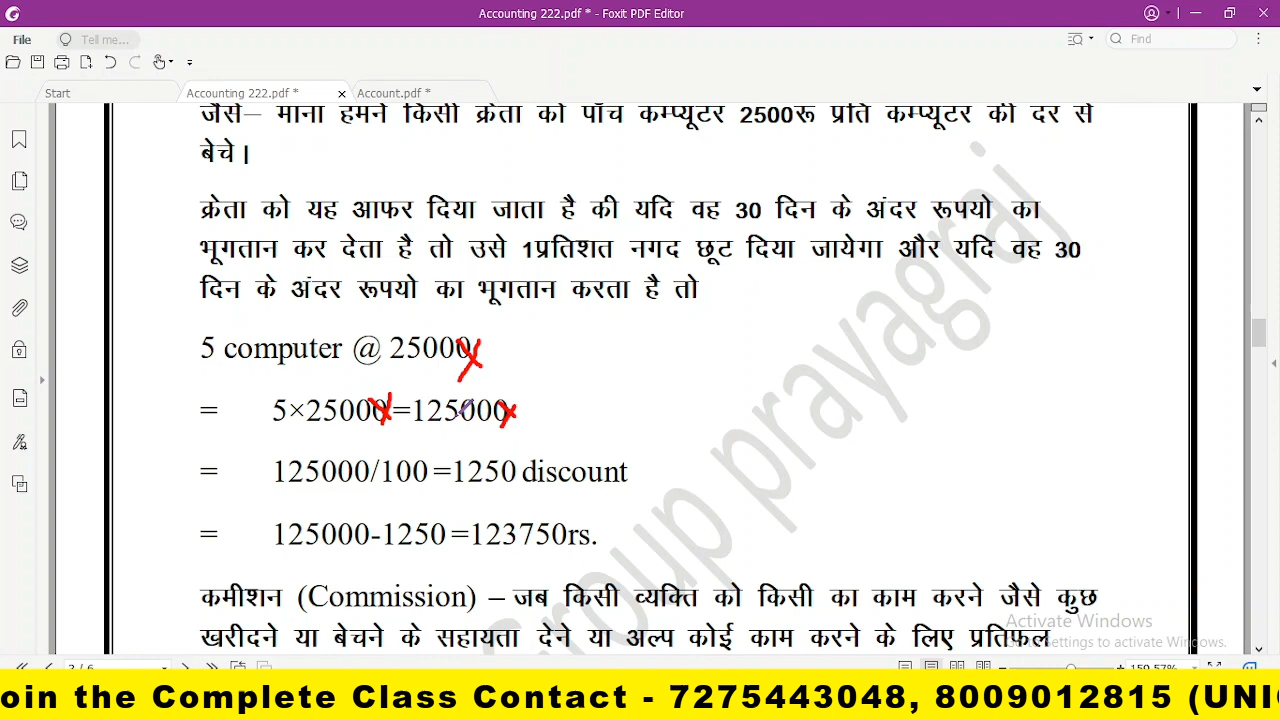 Accounting 222.pdf * - Foxit PDF Editor
File
Tell me...
Find
Start
Accounting 222.pdf *
Account.pdf *
जैसे— माना हमने किसी क्रेता को पॉच कम्प्यूटर 2500रू प्रति कम्प्यूटर की दर से
बेचे।
क्रेता को यह आफर दिया जाता है की यदि वह 30 दिन के अंदर रूपयो का
भूगतान कर देता है तो उसे 1प्रतिशत नगद छूट दिया जायेगा और यदि वह 30
दिन के अंदर रूपयो का भूगतान करता है तो
5 computer @ 25000
= 5×25000=125000
= 125000/100=1250 discount
= 125000-1250=123750rs.
कमीशन (Commission) – जब किसी व्यक्ति को किसी का काम करने जैसे कुछ
खरीदने या बेचने के सहायता देने या अल्प कोई काम करने के लिए प्रतिफल
Group prayagraj
Activate Windows
Go to Settings to activate Windows.
3 / 6
159.57%
oin the Complete Class Contact - 7275443048, 8009012815 (UNI